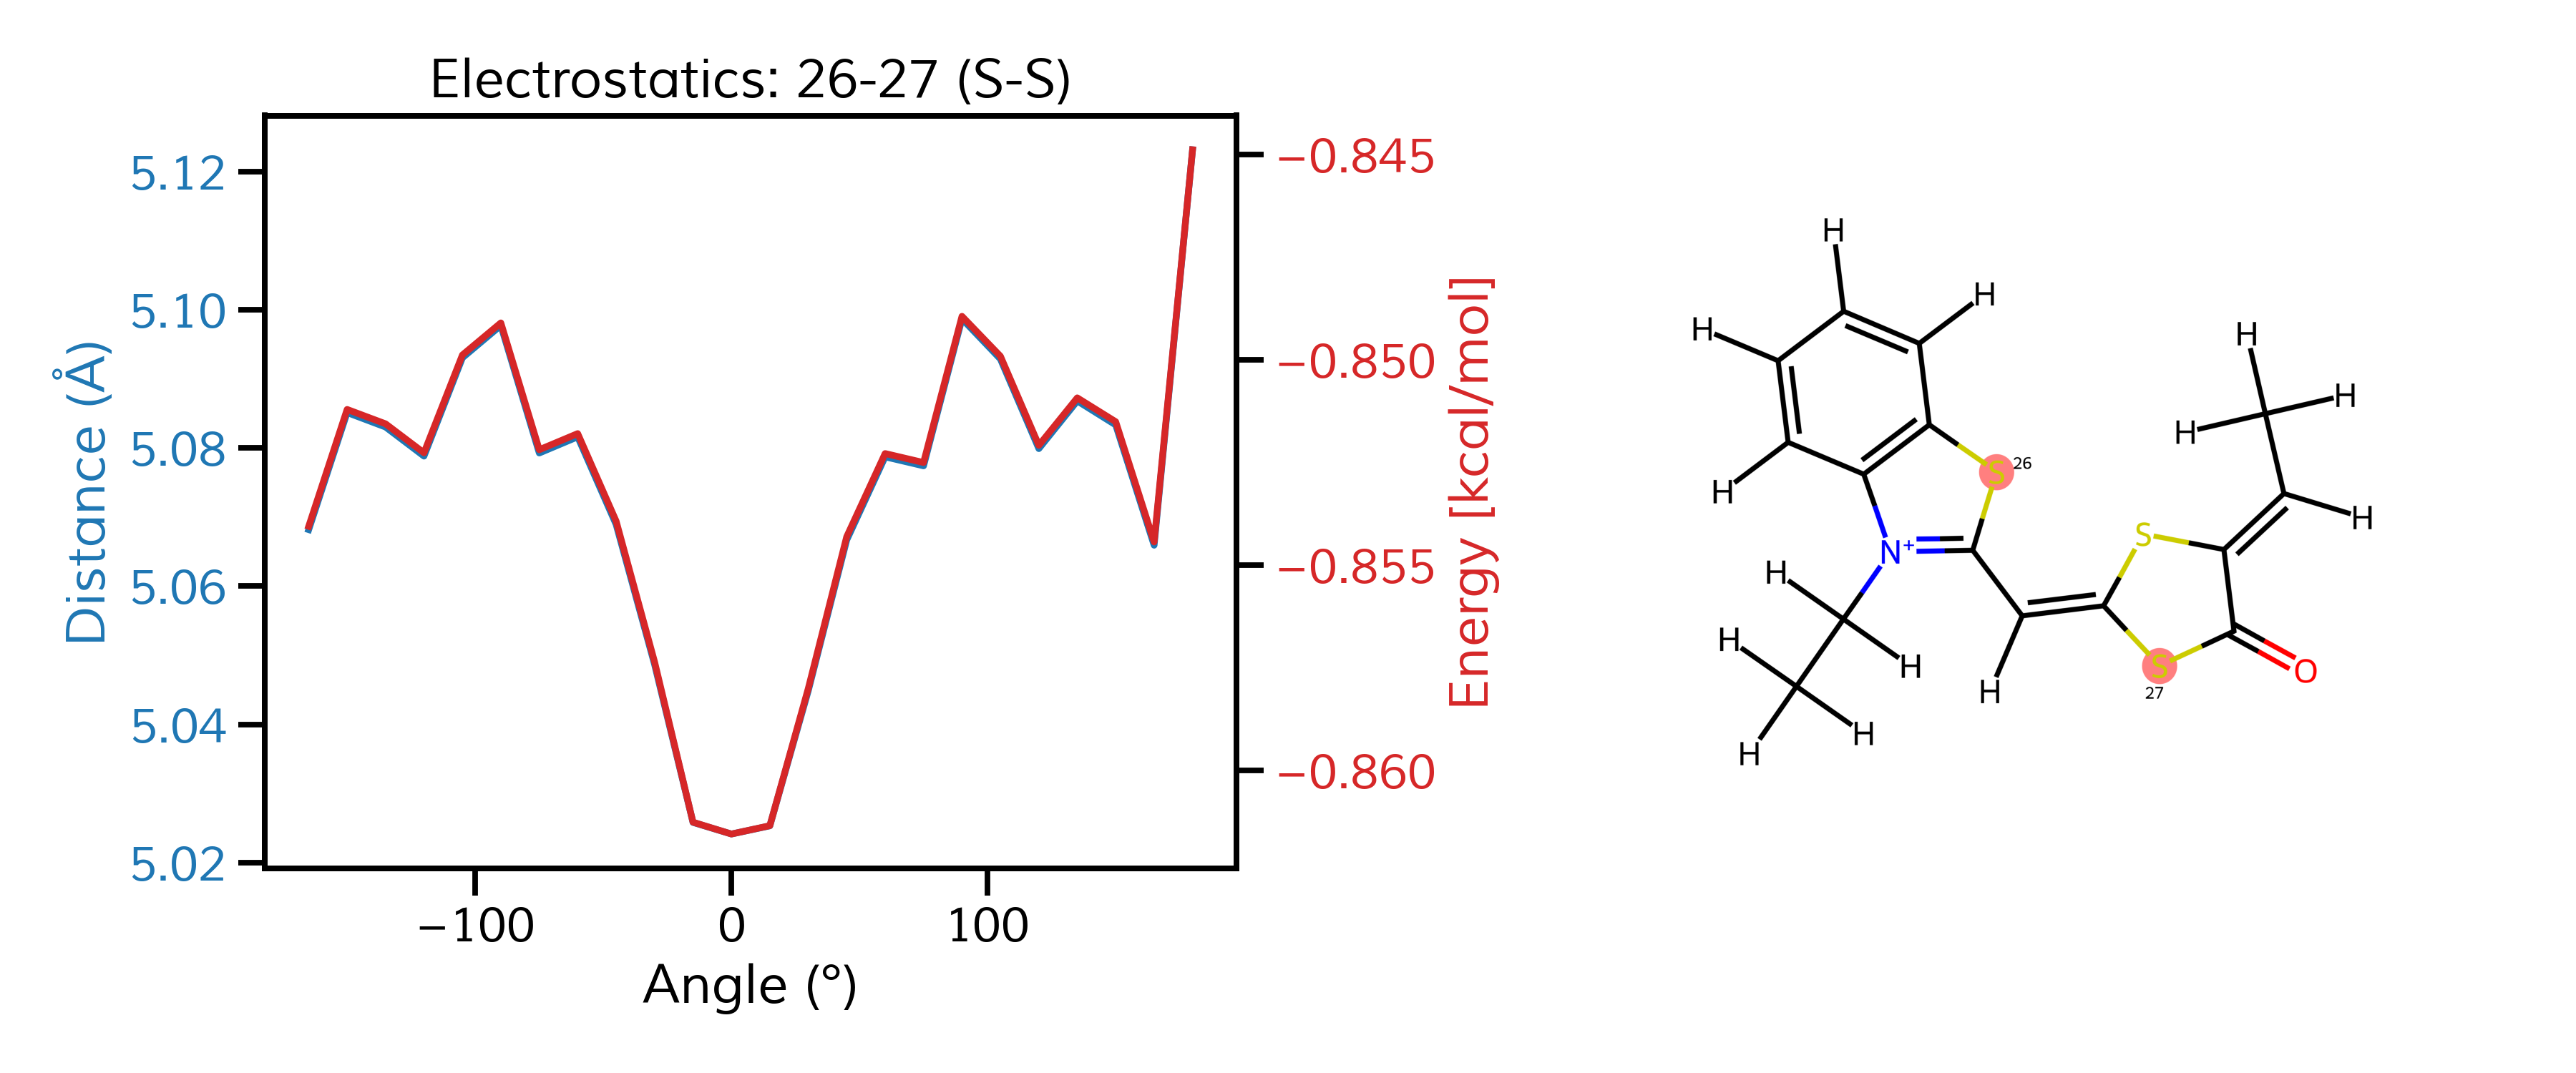 Electrostatics: 26-27 (S-S)
Distance (Å)
5.12
5.10
5.08
5.06
5.04
5.02
−100
0
100
Angle (°)
−0.845
−0.850
−0.855
−0.860
Energy [kcal/mol]
H
H
H
H
H
H
H
S 26
S
H
N+
H
H
H
S
27
O
H
H
H
H